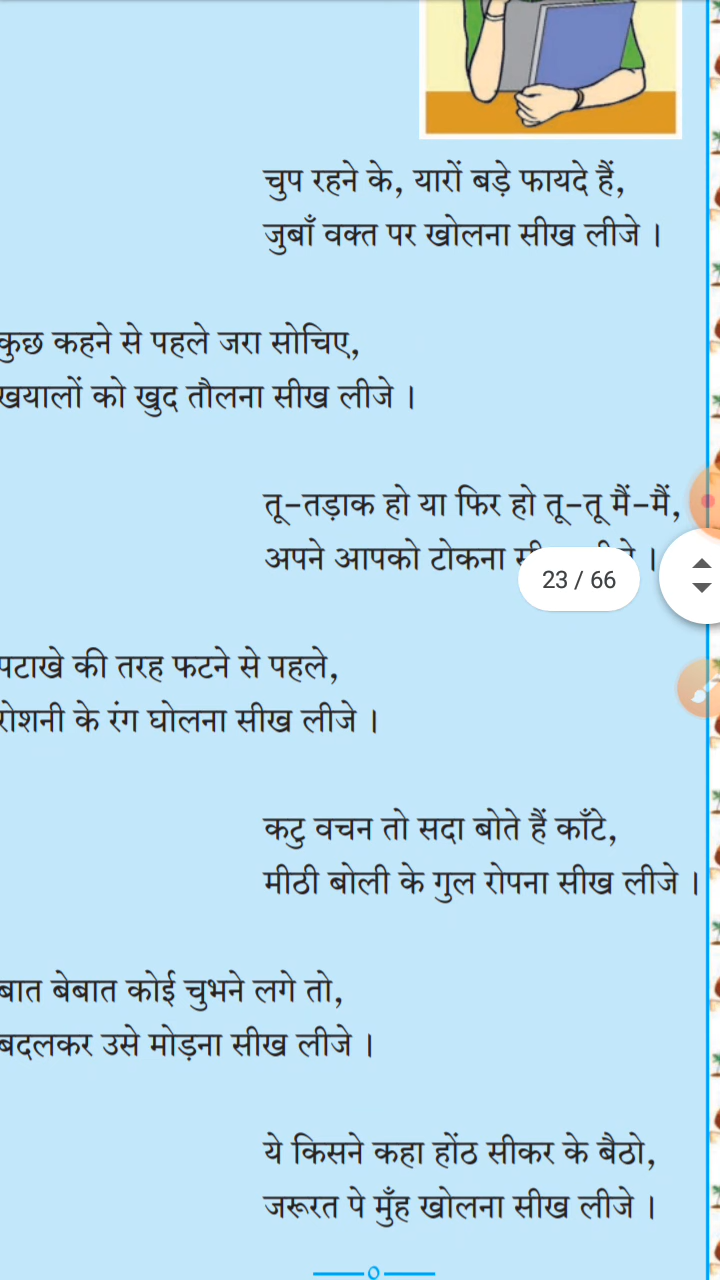 चुप रहने के, यारों बड़े फायदे हैं,
जुबाँ वक्त पर खोलना सीख लीजे ।
कुछ कहने से पहले जरा सोचिए,
खयालों को खुद तौलना सीख लीजे ।
तू-तड़ाक हो या फिर हो तू-तू मैं-मैं,
अपने आपको टोकना ।
23 / 66
पटाखे की तरह फटने से पहले,
रोशनी के रंग घोलना सीख लीजे ।
कटु वचन तो सदा बोते हैं काँटे,
मीठी बोली के गुल रोपना सीख लीजे ।
बात बेबात कोई चुभने लगे तो,
बदलकर उसे मोड़ना सीख लीजे ।
ये किसने कहा होंठ सीकर के बैठो,
जरूरत पे मुँह खोलना सीख लीजे ।